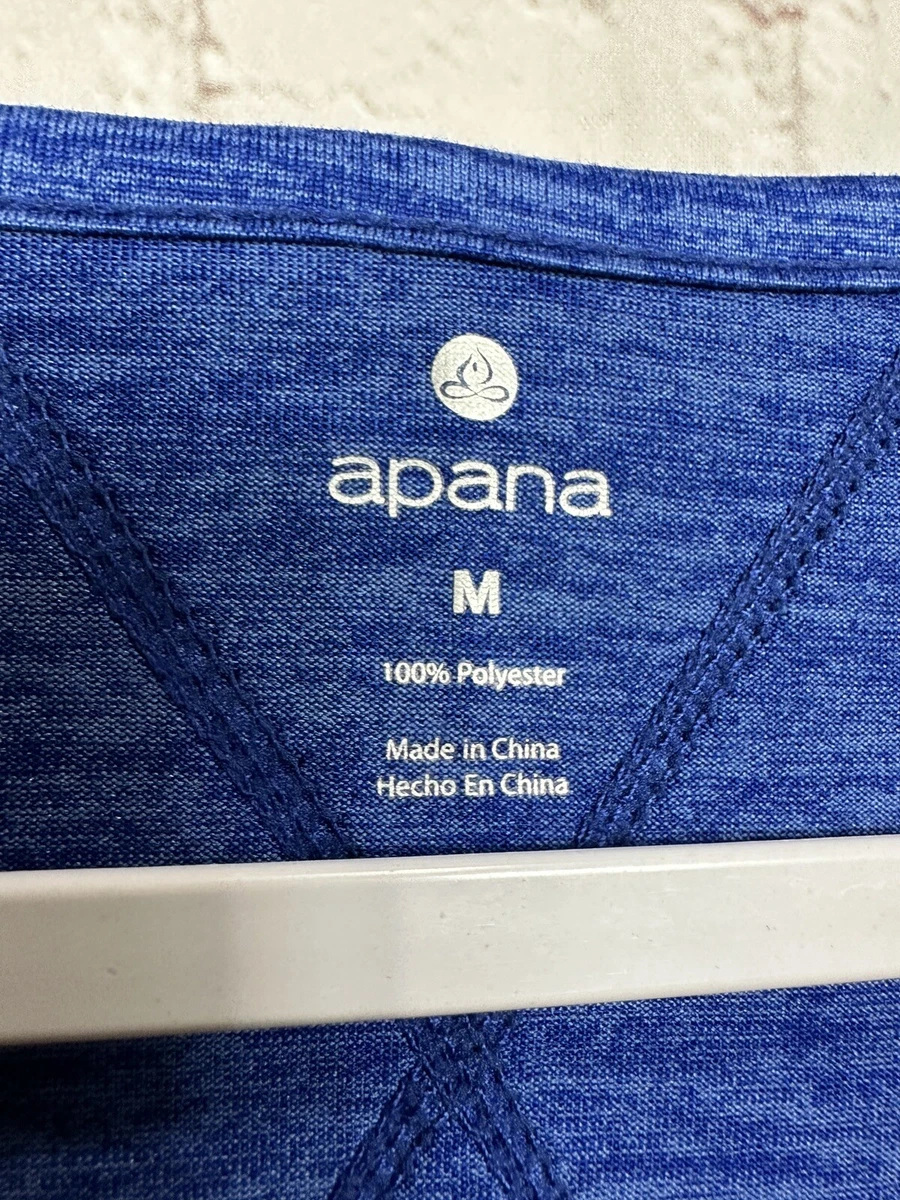 apana
M
100% Polyester
Made in China
Hecho En China